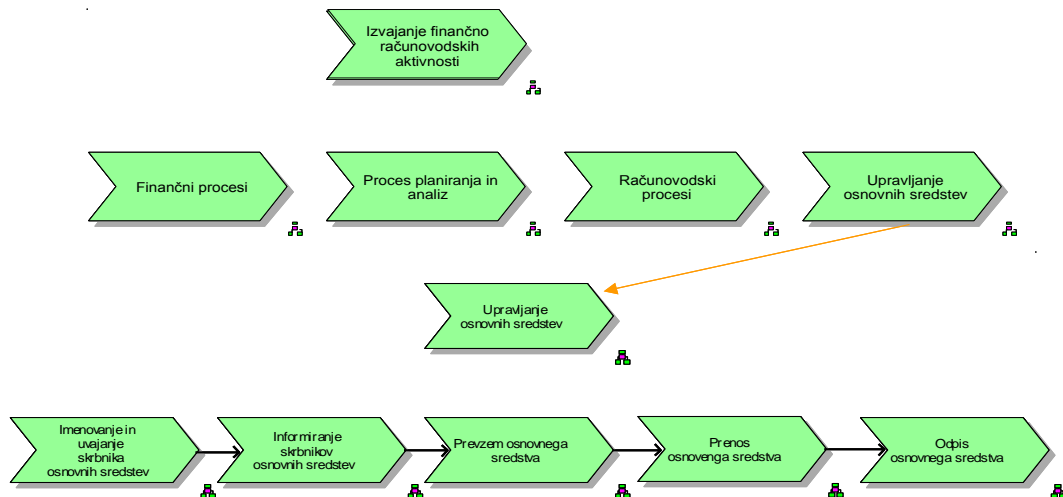 Izvajanje finančno
računovodskih
aktivnosti
Finančni procesi
Proces planiranja in
analiz
Računovodski
procesi
Upravljanje
osnovnih sredstev
Upravljanje
osnovnih sredstev
Imenovanje in
uvajanje
skrbnika
osnovnih sredstev
Informiranje
skrbnikov
osnovnih sredstev
Prevzem osnovnega
sredstva
Prenos
osnovenga sredstva
Odpis
osnovnega sredstva